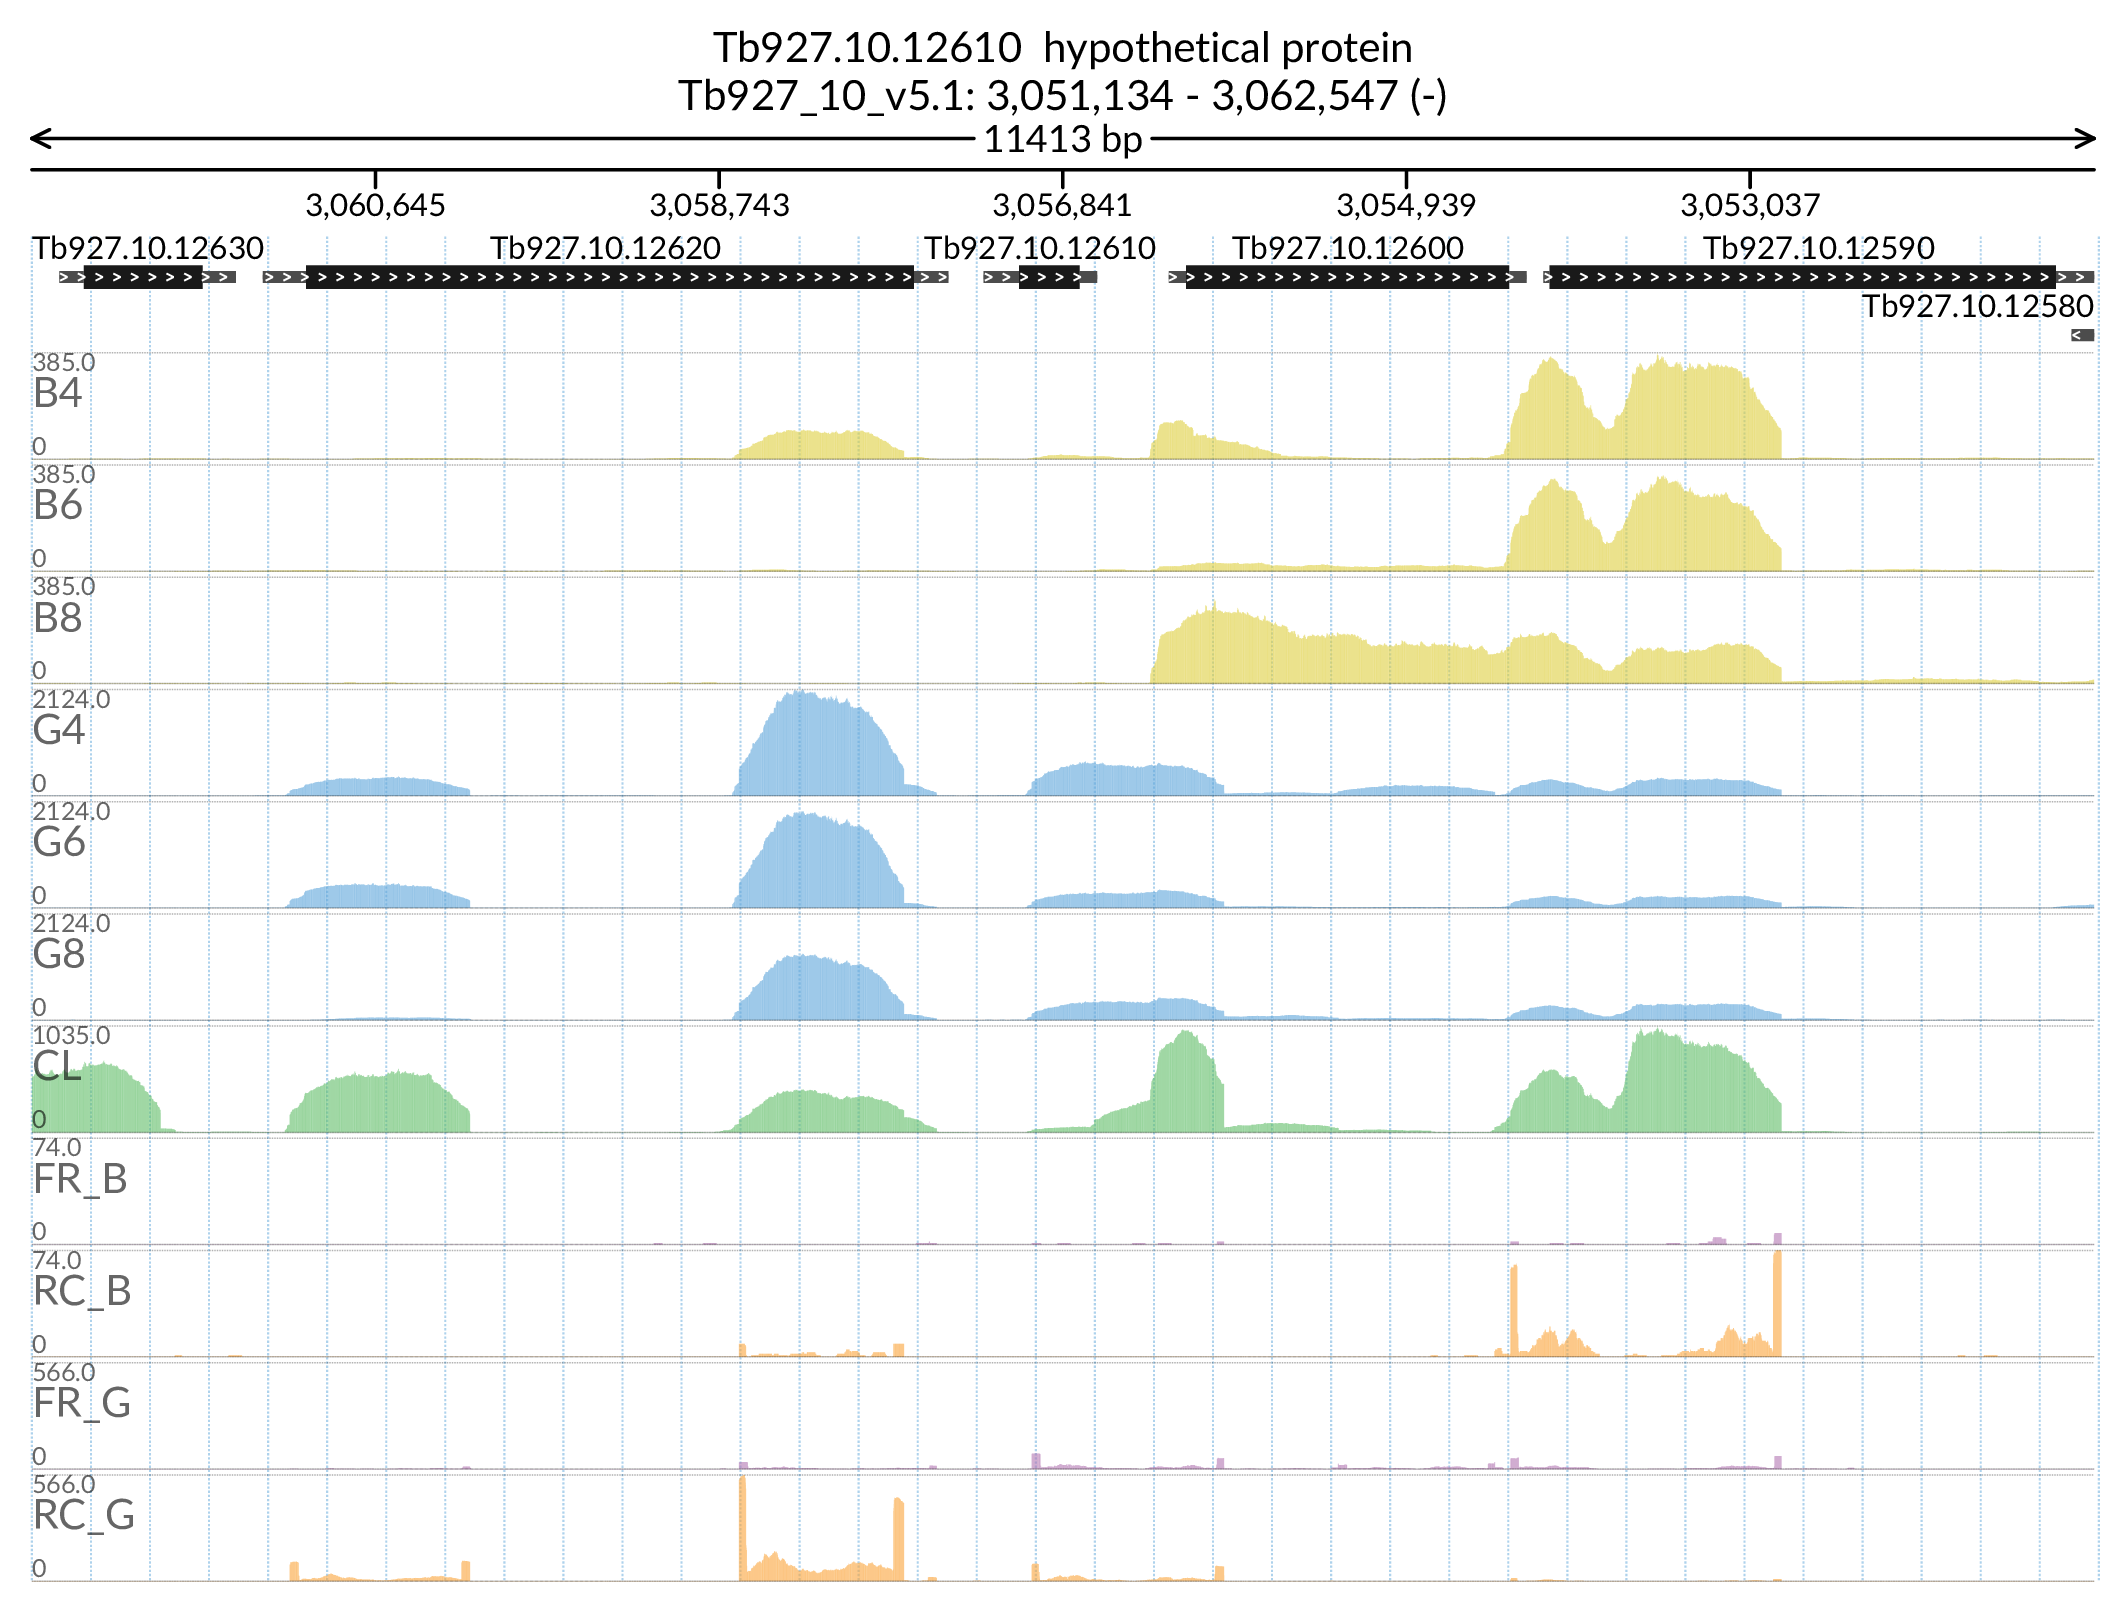 Tb927.10.12610  hypothetical protein
Tb927_10_v5.1: 3,051,134 - 3,062,547 (-)
11413 bp
3,060,645 3,058,743 3,056,841 3,054,939 3,053,037
Tb927.10.12630 Tb927.10.12620 Tb927.10.12610 Tb927.10.12600 Tb927.10.12590
Tb927.10.12580
385.0
B4
0
385.0
B6
0
385.0
B8
0
2124.0
G4
0
2124.0
G6
0
2124.0
G8
0
1035.0
CL
0
74.0
FR_B
0
74.0
RC_B
0
566.0
FR_G
0
566.0
RC_G
0